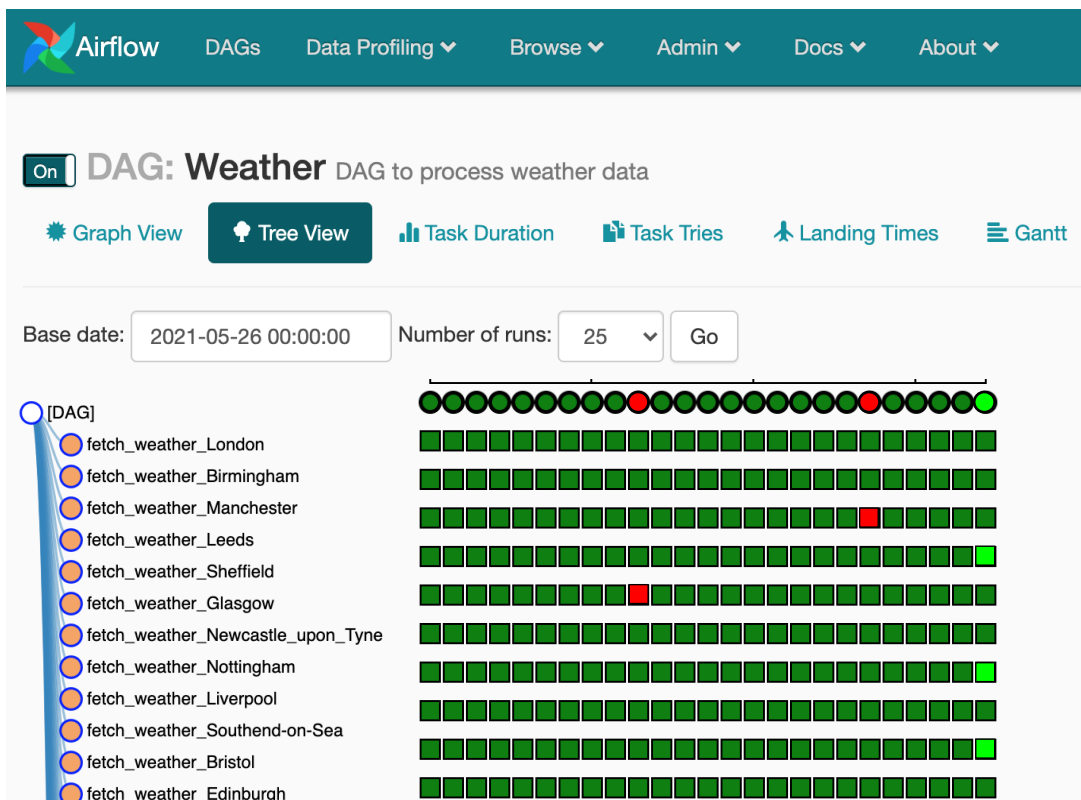 Airflow DAGs Data Profiling Browse Admin Docs About
On DAG: Weather DAG to process weather data
Graph View Tree View Task Duration Task Tries Landing Times Gantt
Base date: 2021-05-26 00:00:00 Number of runs: 25 Go
[DAG]
fetch_weather_London
fetch_weather_Birmingham
fetch_weather_Manchester
fetch_weather_Leeds
fetch_weather_Sheffield
fetch_weather_Glasgow
fetch_weather_Newcastle_upon_Tyne
fetch_weather_Nottingham
fetch_weather_Liverpool
fetch_weather_Southend-on-Sea
fetch_weather_Bristol
fetch_weather_Edinburgh